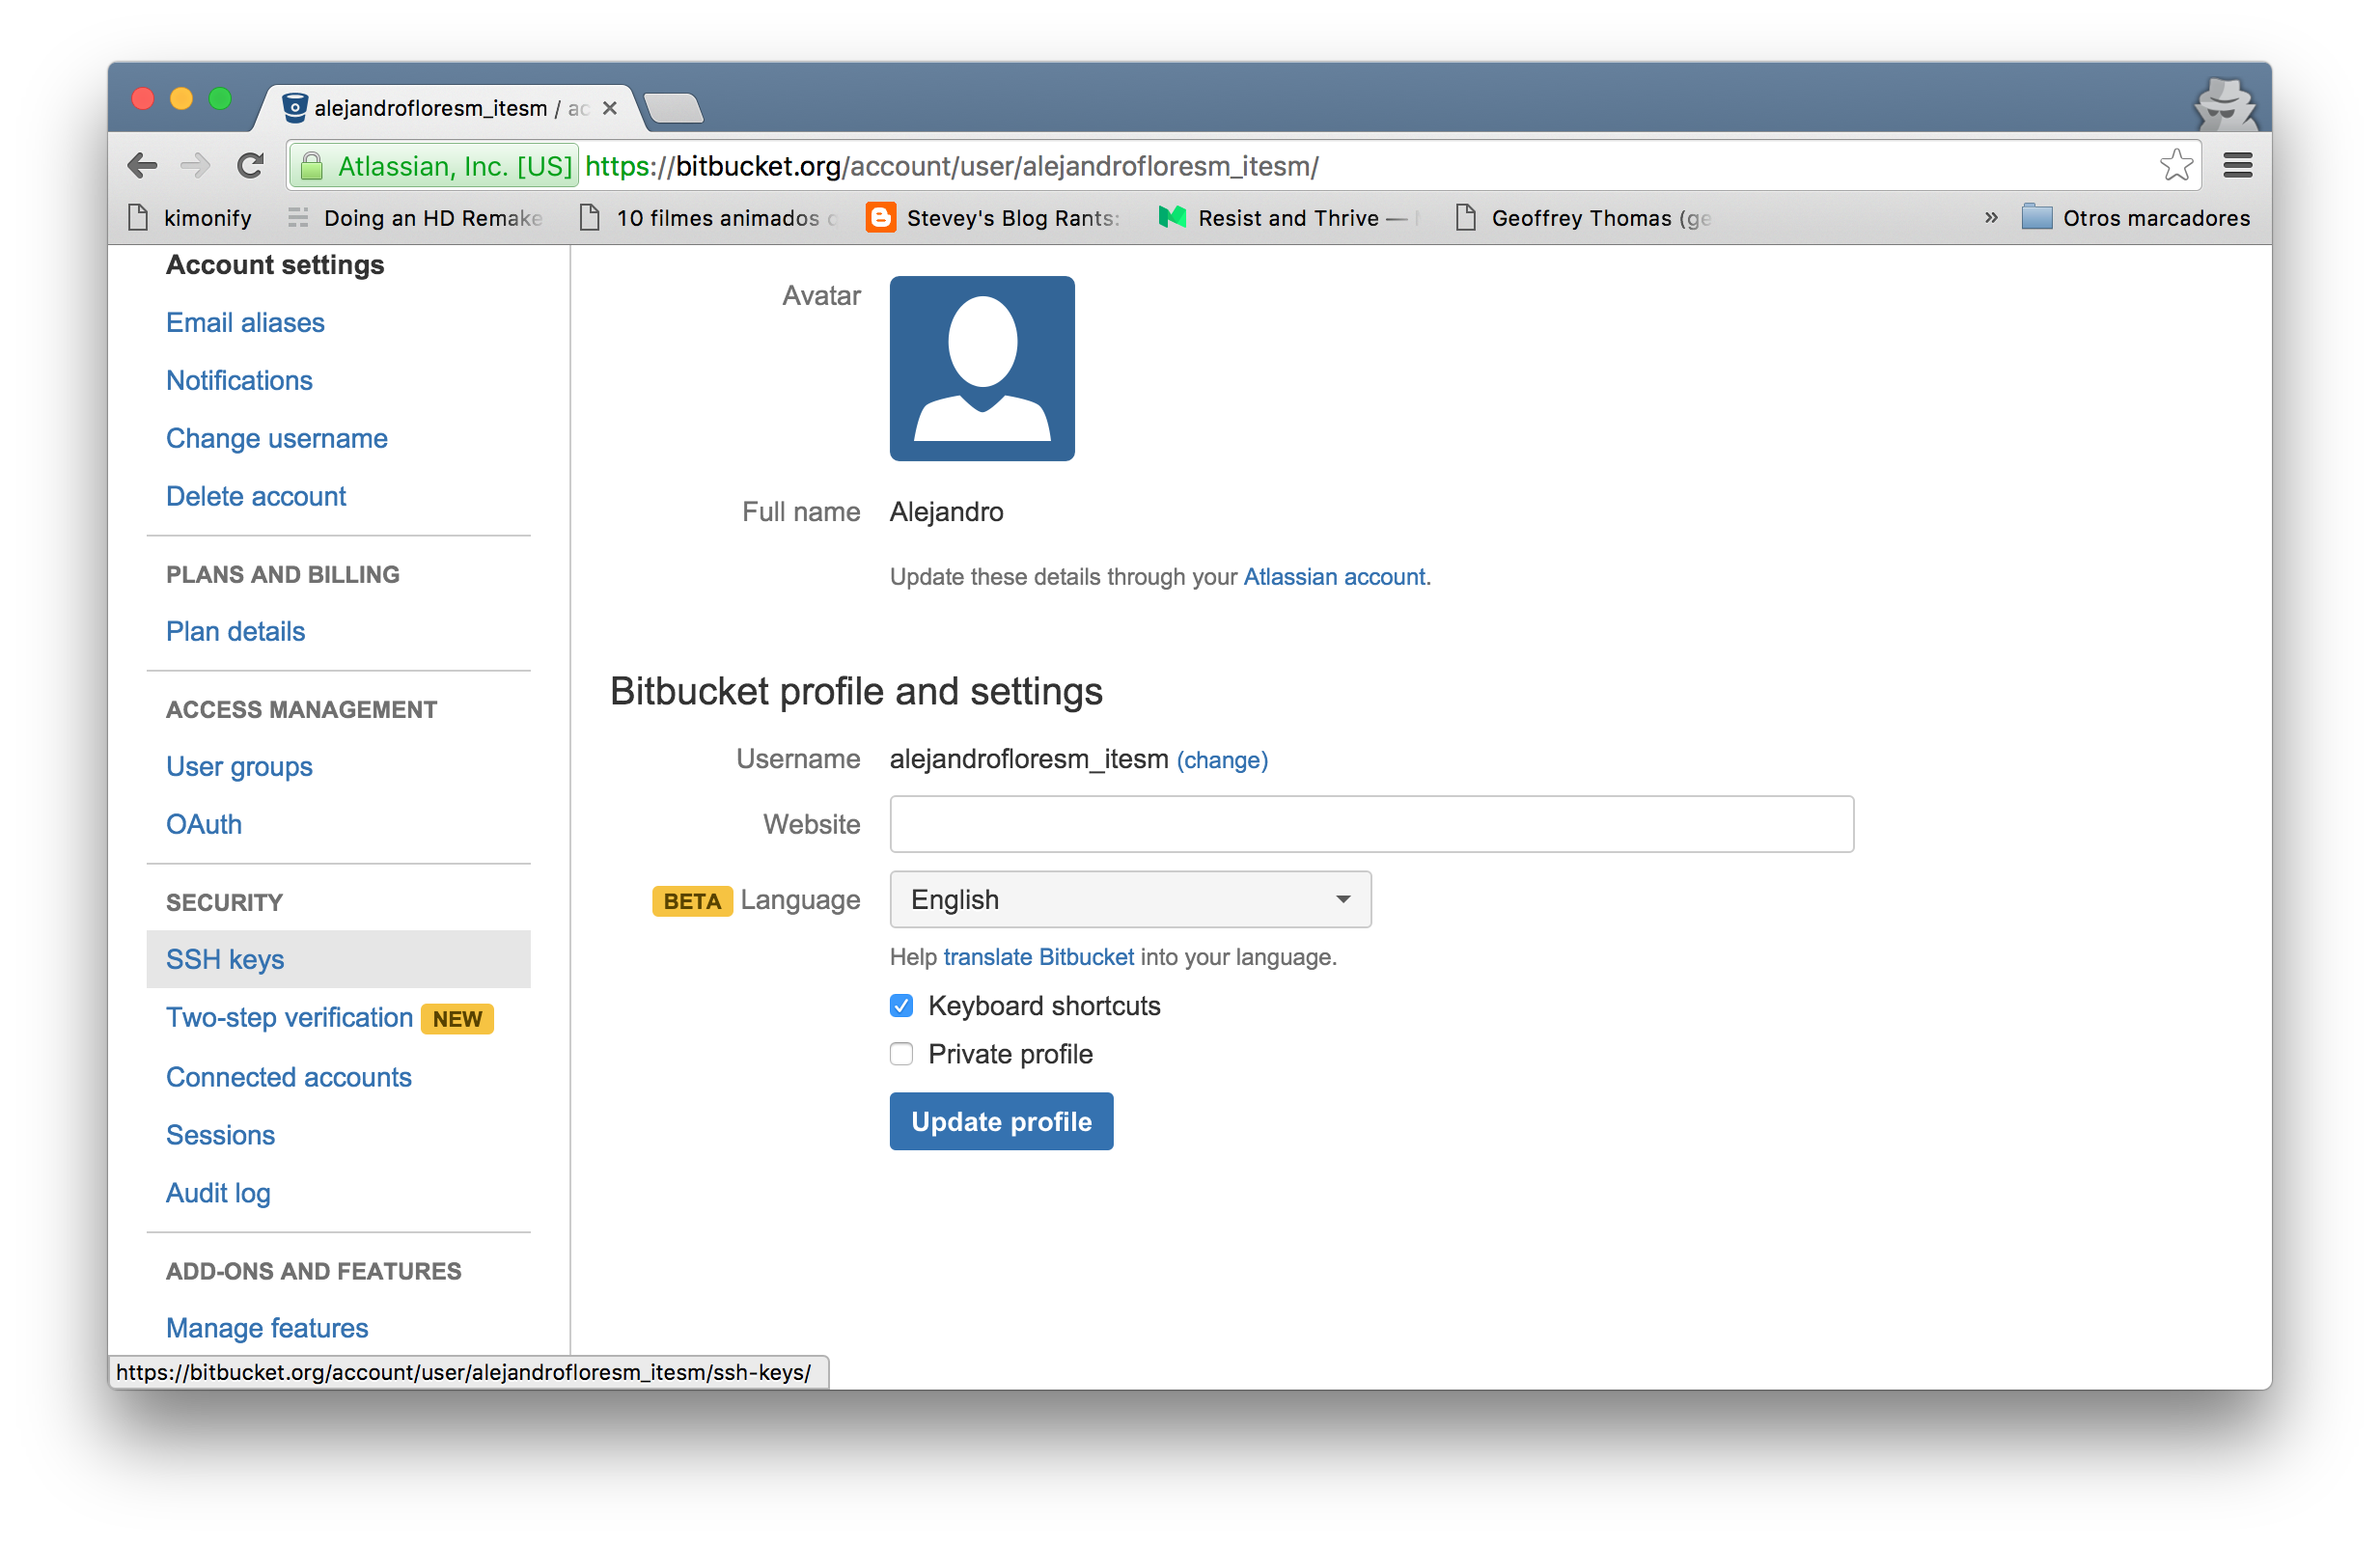 alejandrofloresm_itesm / ac
Atlassian, Inc. [US] https://bitbucket.org/account/user/alejandrofloresm_itesm/
kimonify Doing an HD Remake 10 filmes animados Stevey's Blog Rants: Resist and Thrive — Geoffrey Thomas (ge » Otros marcadores
Account settings
Email aliases
Notifications
Change username
Delete account
PLANS AND BILLING
Plan details
ACCESS MANAGEMENT
User groups
OAuth
SECURITY
SSH keys
Two-step verification NEW
Connected accounts
Sessions
Audit log
ADD-ONS AND FEATURES
Manage features
Avatar
Full name Alejandro
Update these details through your Atlassian account.
Bitbucket profile and settings
Username alejandrofloresm_itesm (change)
Website
BETA Language English
Help translate Bitbucket into your language.
Keyboard shortcuts
Private profile
Update profile
https://bitbucket.org/account/user/alejandrofloresm_itesm/ssh-keys/